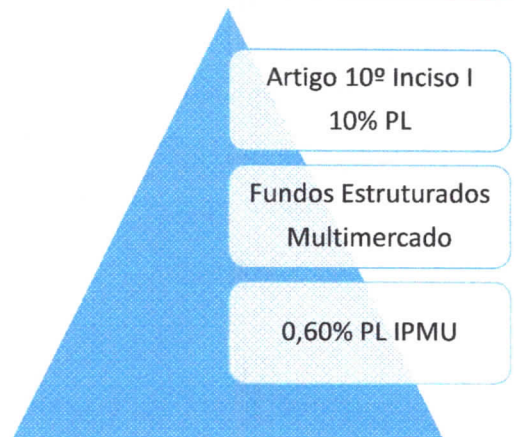 Artigo 10º Inciso I
10% PL
Fundos Estruturados
Multimercado
0,60% PL IPMU